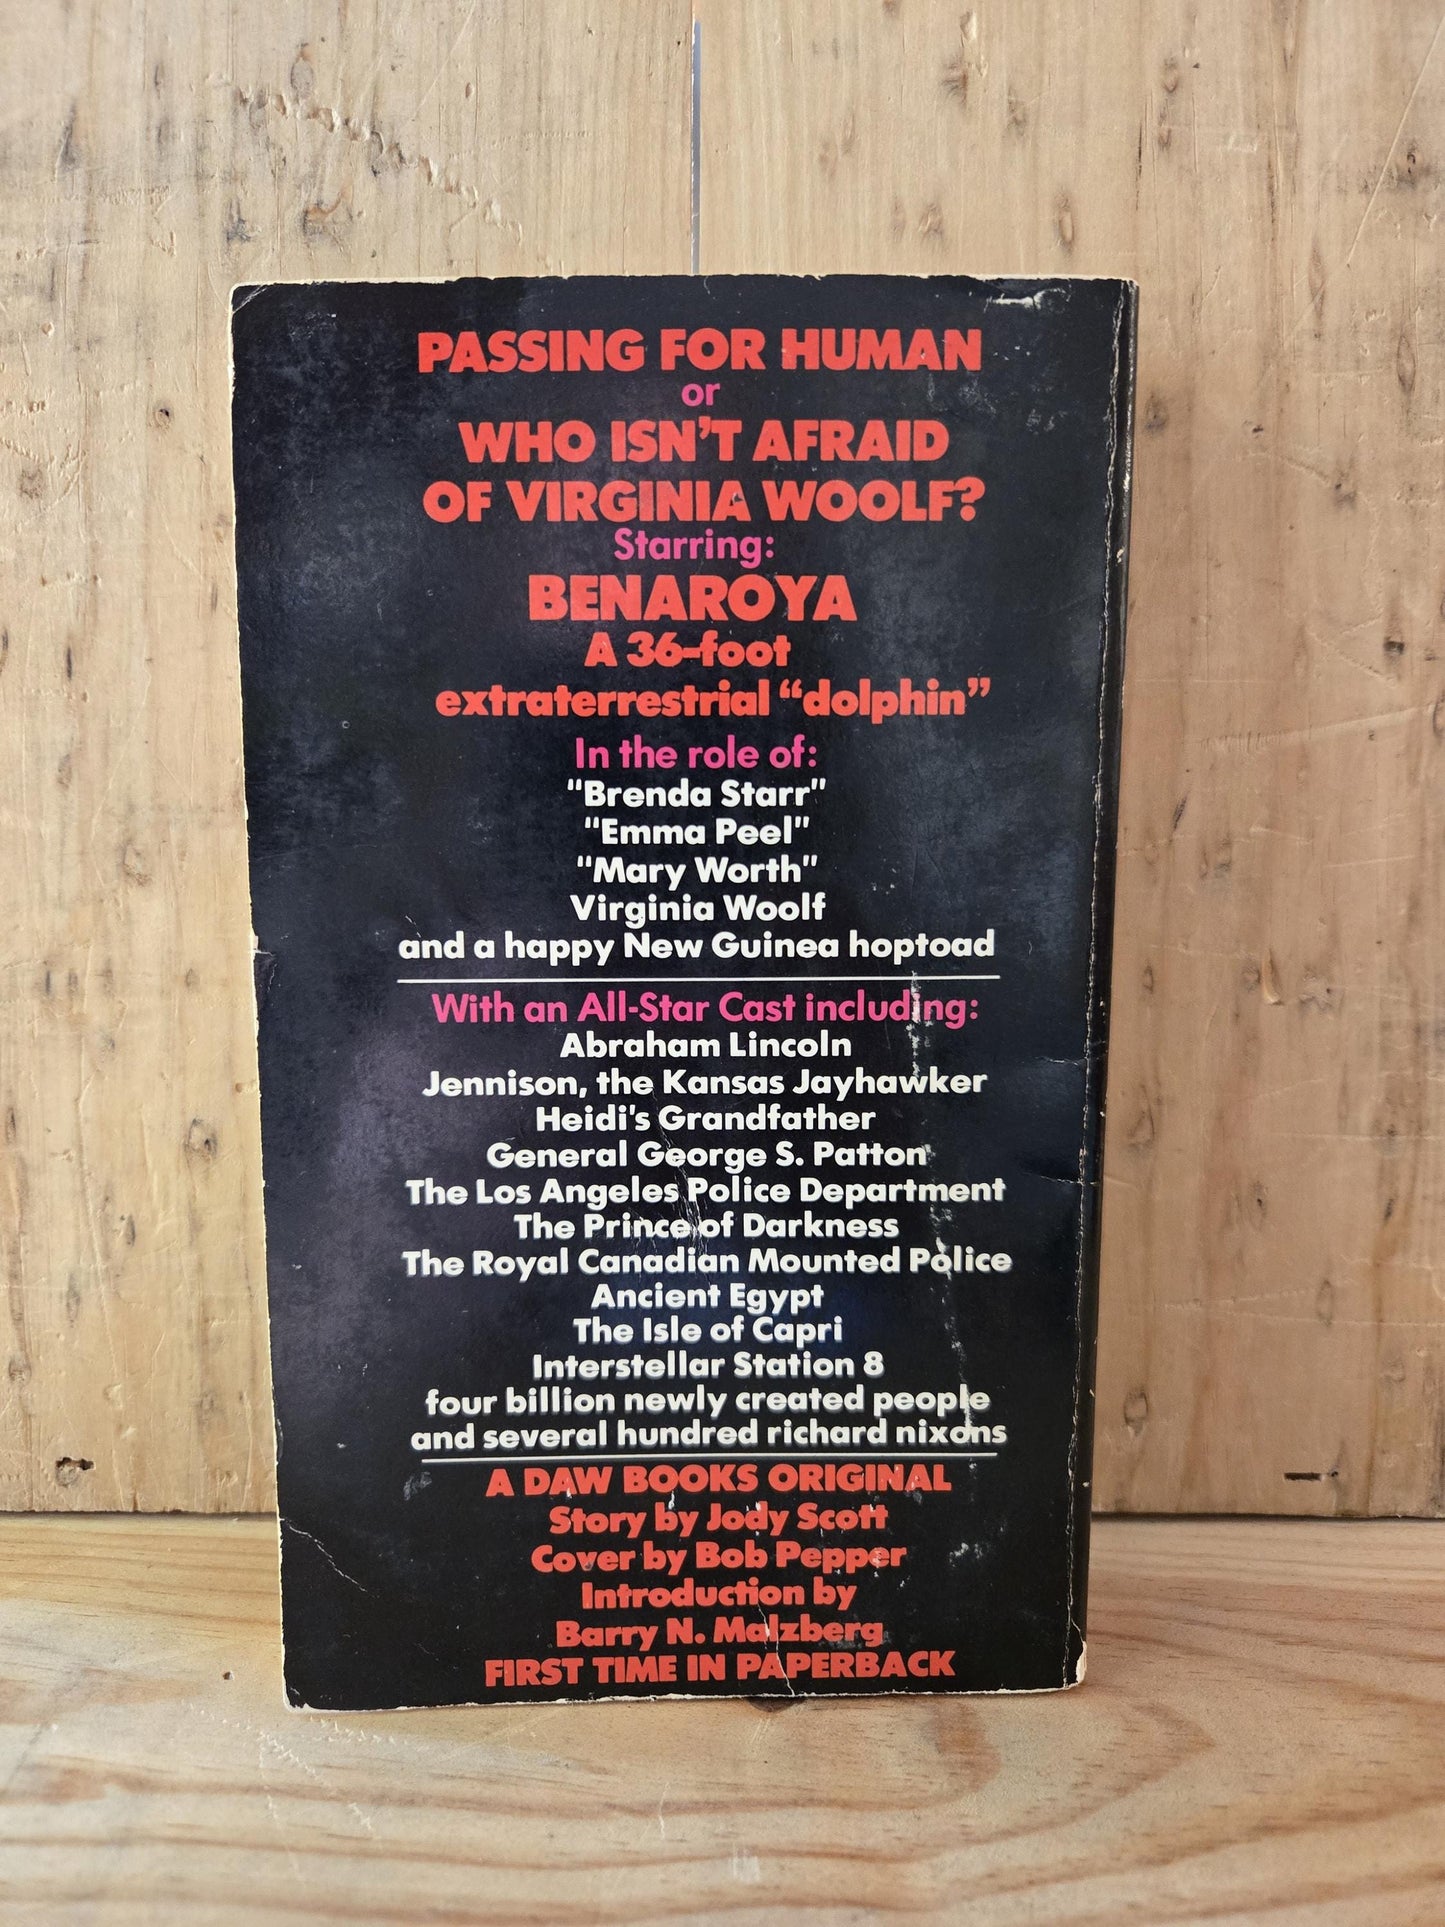 PASSING FOR HUMAN
or
WHO ISN'T AFRAID
OF VIRGINIA WOOLF?
Starring:
BENAROYA
A 36-foot
extraterrestrial “dolphin”
In the role of:
"Brenda Starr"
"Emma Peel"
"Mary Worth"
Virginia Woolf
and a happy New Guinea hoptoad
With an All-Star Cast including:
Abraham Lincoln
Jennison, the Kansas Jayhawker
Heidi's Grandfather
General George S. Patton
The Los Angeles Police Department
The Prince of Darkness
The Royal Canadian Mounted Police
Ancient Egypt
The Isle of Capri
Interstellar Station 8
four billion newly created people
and several hundred richard nixons
A DAW BOOKS ORIGINAL
Story by Jody Scott
Cover by Bob Pepper
Introduction by
Barry N. Malzberg
FIRST TIME IN PAPERBACK